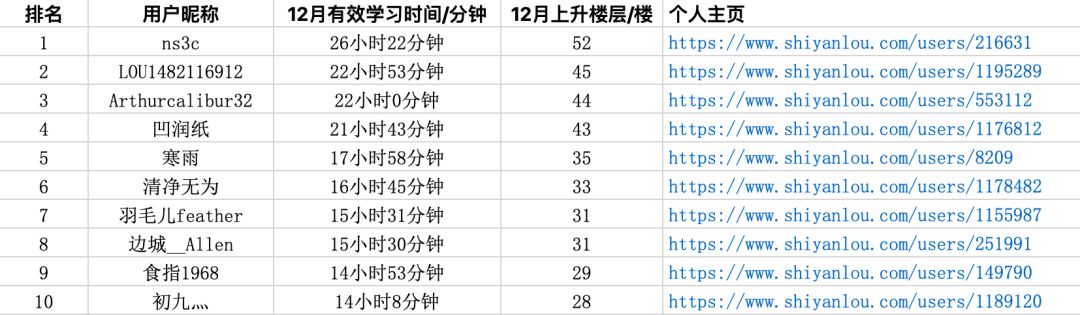 排名 用户昵称 12月有效学习时间/分钟 12月上升楼层/楼 个人主页
1 ns3c 26小时22分钟 52 https://www.shiyanlou.com/users/216631
2 LOU1482116912 22小时53分钟 45 https://www.shiyanlou.com/users/1195289
3 Arthurcalibur32 22小时0分钟 44 https://www.shiyanlou.com/users/553112
4 凹润纸 21小时43分钟 43 https://www.shiyanlou.com/users/1176812
5 寒雨 17小时58分钟 35 https://www.shiyanlou.com/users/8209
6 清净无为 16小时45分钟 33 https://www.shiyanlou.com/users/1178482
7 羽毛儿feather 15小时31分钟 31 https://www.shiyanlou.com/users/1155987
8 边城__Allen 15小时30分钟 31 https://www.shiyanlou.com/users/251991
9 食指1968 14小时53分钟 29 https://www.shiyanlou.com/users/149790
10 初九灬 14小时8分钟 28 https://www.shiyanlou.com/users/1189120